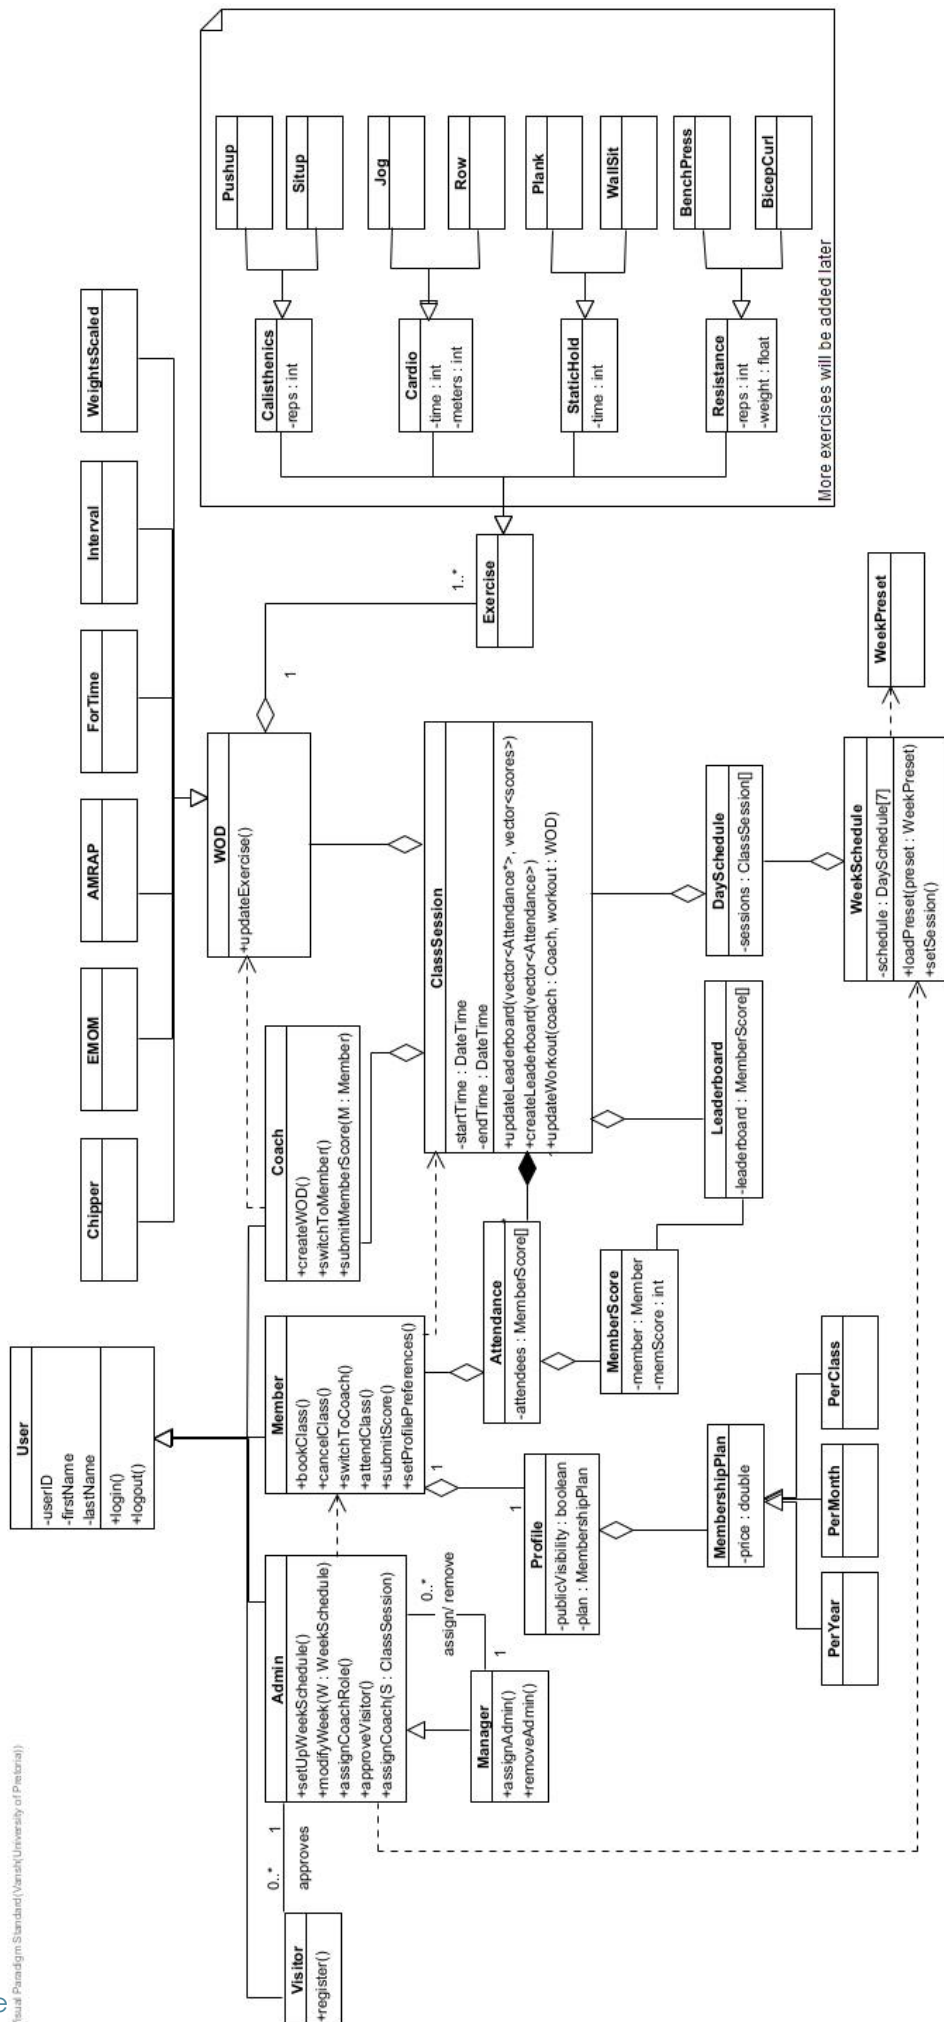 Visual Paradigm Standard(Vansh(University of Pretoria))
User
-userID
-firstName
-lastName
+login()
+logout()
Chipper
EMOM
AMRAP
ForTime
Interval
WeightsScaled
Visitor
+register()
0..*
1
approves
Admin
+setUpWeekSchedule()
+modifyWeek(W : WeekSchedule)
+assignCoachRole()
+approveVisitor()
+assignCoach(S : ClassSession)
Member
+bookClass()
+cancelClass()
+switchToCoach()
+attendClass()
+submitScore()
+setProfilePreferences()
Coach
+createWOD()
+switchToMember()
+submitMemberScore(M : Member)
WOD
+updateExercise()
1
1..*
Exercise
Manager
+assignAdmin()
+removeAdmin()
0..*
assign/ remove
1
1
1
Profile
-publicVisibility : boolean
-plan : MembershipPlan
Attendance
-attendees : MemberScore[]
ClassSession
-startTime : DateTime
-endTime : DateTime
+updateLeaderboard(vector<Attendance*>, vector<scores>)
+createLeaderboard(vector<Attendance>)
+updateWorkout(coach : Coach, workout : WOD)
MemberScore
-member : Member
-memScore : int
Leaderboard
-leaderboard : MemberScore[]
DaySchedule
-sessions : ClassSession[]
MembershipPlan
-price : double
PerYear
PerMonth
PerClass
WeekSchedule
-schedule : DaySchedule[7]
+loadPreset(preset : WeekPreset)
+setSession()
WeekPreset
Calisthenics
-reps : int
Pushup
Situp
Cardio
-time : int
-meters : int
Jog
Row
StaticHold
-time : int
Plank
WallSit
Resistance
-reps : int
-weight : float
BenchPress
BicepCurl
More exercises will be added later